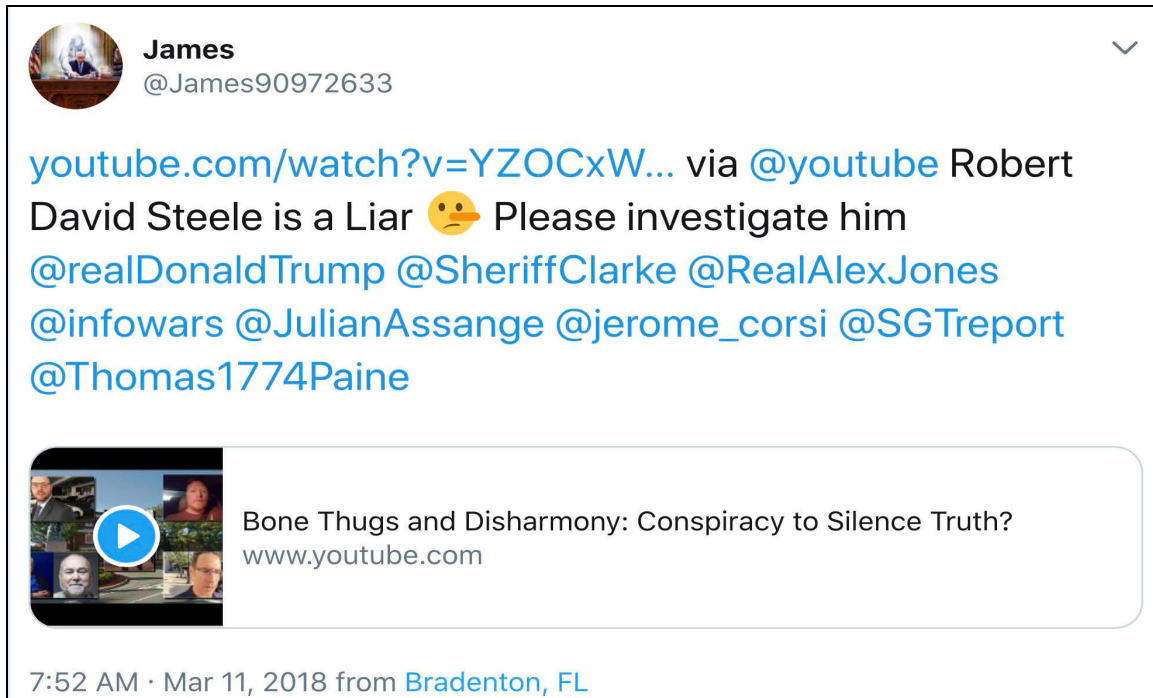 James
@James90972633
youtube.com/watch?v=YZOCxW... via @youtube Robert
David Steele is a Liar 🤥 Please investigate him
@realDonaldTrump @SheriffClarke @RealAlexJones
@infowars @JulianAssange @jerome_corsi @SGTreport
@Thomas1774Paine
Bone Thugs and Disharmony: Conspiracy to Silence Truth?
www.youtube.com
7:52 AM · Mar 11, 2018 from Bradenton, FL